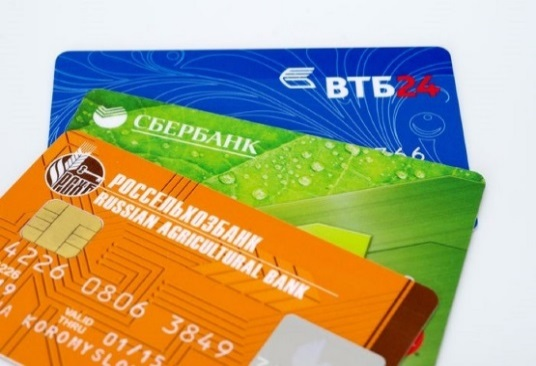 ВТБ24
СБЕРБАНК
РОССЕЛЬХОЗБАНК
RUSSIAN AGRICULTURAL BANK
4226 0806 3849
VALID
THRU 01/15
KOROMYSLO